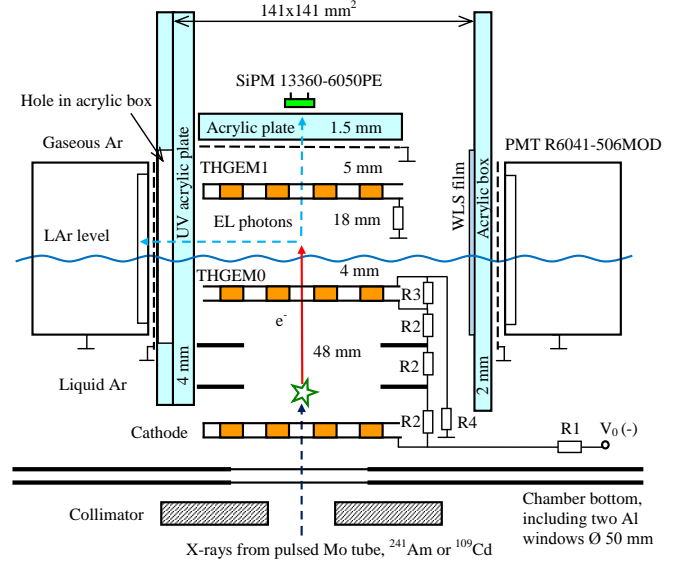 141x141 mm²
SiPM 13360-6050PE
Hole in acrylic box
Acrylic plate 1.5 mm
Gaseous Ar
PMT R6041-506MOD
UV acrylic plate
THGEM1
5 mm
WLS film
Acrylic box
18 mm
EL photons
LAr level
THGEM0
4 mm
R3
e⁻
R2
48 mm
R2
4 mm
2 mm
Liquid Ar
R2
R4
Cathode
R1
V₀ (-)
Collimator
Chamber bottom,
including two Al
windows Ø 50 mm
X-rays from pulsed Mo tube, ²⁴¹Am or ¹⁰⁹Cd